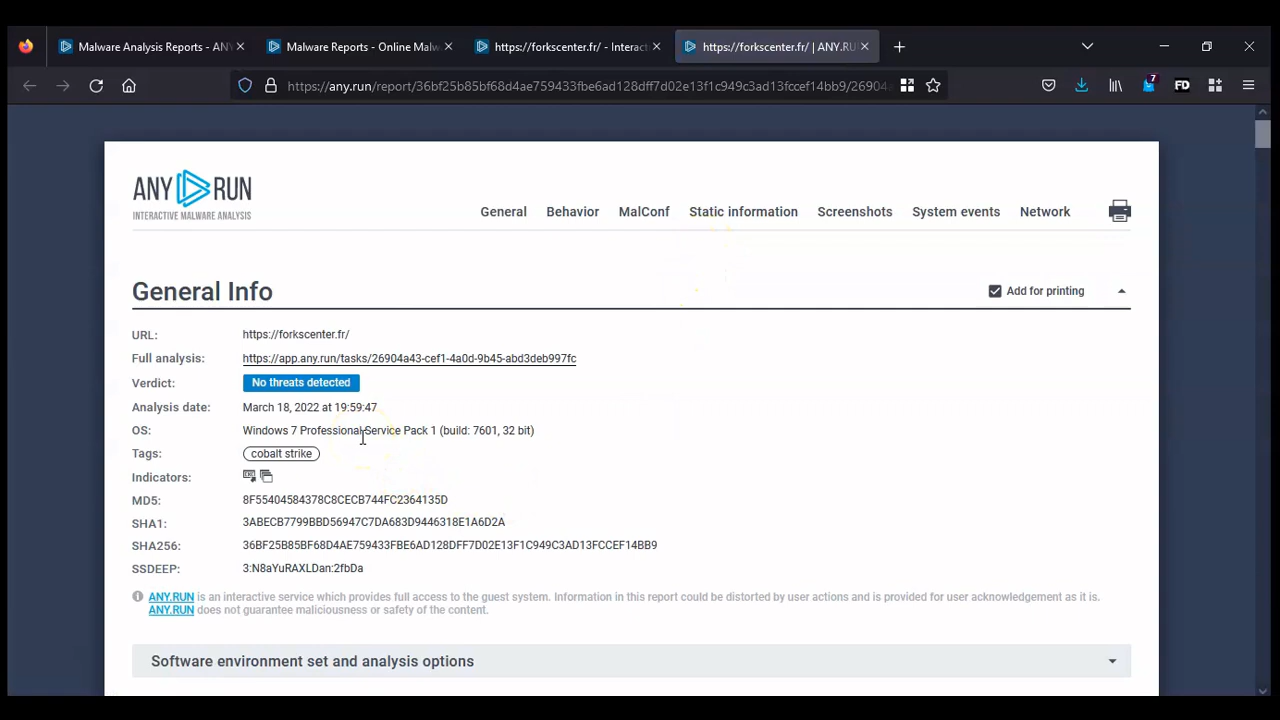 Malware Analysis Reports - ANY
Malware Reports - Online Malw
https://forkscenter.fr/ - Interact
https://forkscenter.fr/ | ANY.RU
https://any.run/report/36bf25b85bf68d4ae759433fbe6ad128dff7d02e13f1c949c3ad13fccef14bb9/26904
7
FD
ANY RUN
INTERACTIVE MALWARE ANALYSIS
General Behavior MalConf Static information Screenshots System events Network
General Info
Add for printing
URL: https://forkscenter.fr/
Full analysis: https://app.any.run/tasks/26904a43-cef1-4a0d-9b45-abd3deb997fc
Verdict: No threats detected
Analysis date: March 18, 2022 at 19:59:47
OS: Windows 7 Professional Service Pack 1 (build: 7601, 32 bit)
Tags: cobalt strike
Indicators:
MD5: 8F55404584378C8CECB744FC2364135D
SHA1: 3ABECB7799BBD56947C7DA683D9446318E1A6D2A
SHA256: 36BF25B85BF68D4AE759433FBE6AD128DFF7D02E13F1C949C3AD13FCCEF14BB9
SSDEEP: 3:N8aYuRAXLDan:2fbDa
ANY.RUN is an interactive service which provides full access to the guest system. Information in this report could be distorted by user actions and is provided for user acknowledgement as it is.
ANY.RUN does not guarantee maliciousness or safety of the content.
Software environment set and analysis options